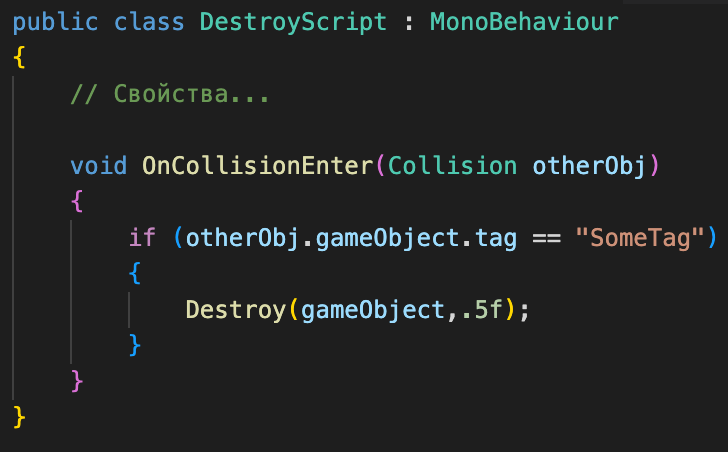 public class DestroyScript : MonoBehaviour
{
// Свойства...
void OnCollisionEnter(Collision otherObj)
{
if (otherObj.gameObject.tag == "SomeTag")
{
Destroy(gameObject,.5f);
}
}
}